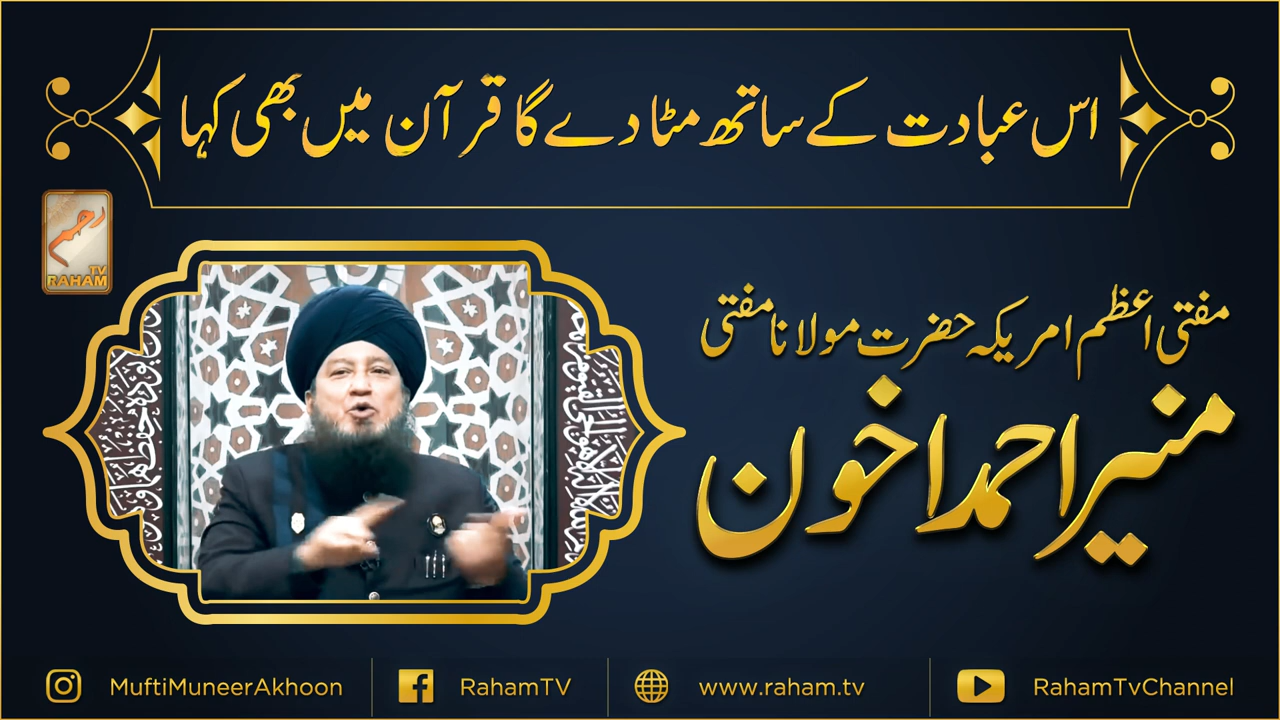 اس عبادت کے ساتھ مٹا دے گا قرآن میں بھی کہا
رحم
TV
RAHAM
مفتی اعظم امریکہ حضرت مولانا مفتی
منیر احمد اخون
MuftiMuneerAkhoon
RahamTV
www.raham.tv
RahamTvChannel